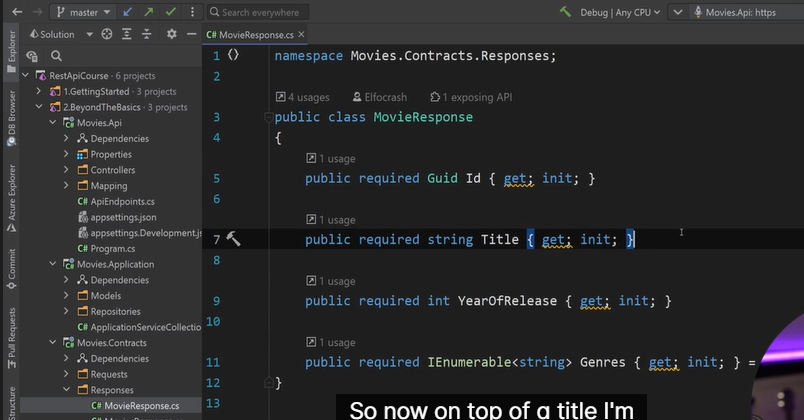 master
Search everywhere
Debug | Any CPU
Movies.Api: https
Solution
MovieResponse.cs
Explorer
DB Browser
Azure Explorer
Commit
Pull Requests
Structure
RestApiCourse · 6 projects
1.GettingStarted · 3 projects
2.BeyondTheBasics · 3 projects
Movies.Api
Dependencies
Properties
Controllers
Mapping
ApiEndpoints.cs
appsettings.json
appsettings.Development.js
Program.cs
Movies.Application
Dependencies
Models
Repositories
ApplicationServiceCollectio
Movies.Contracts
Dependencies
Requests
Responses
MovieResponse.cs
1 namespace Movies.Contracts.Responses;
2
4 usages Elfocrash 1 exposing API
3 public class MovieResponse
4 {
1 usage
5 public required Guid Id { get; init; }
6
1 usage
7 public required string Title { get; init; }
8
1 usage
9 public required int YearOfRelease { get; init; }
10
1 usage
11 public required IEnumerable<string> Genres { get; init; } =
12 }
13
So now on top of a title I'm